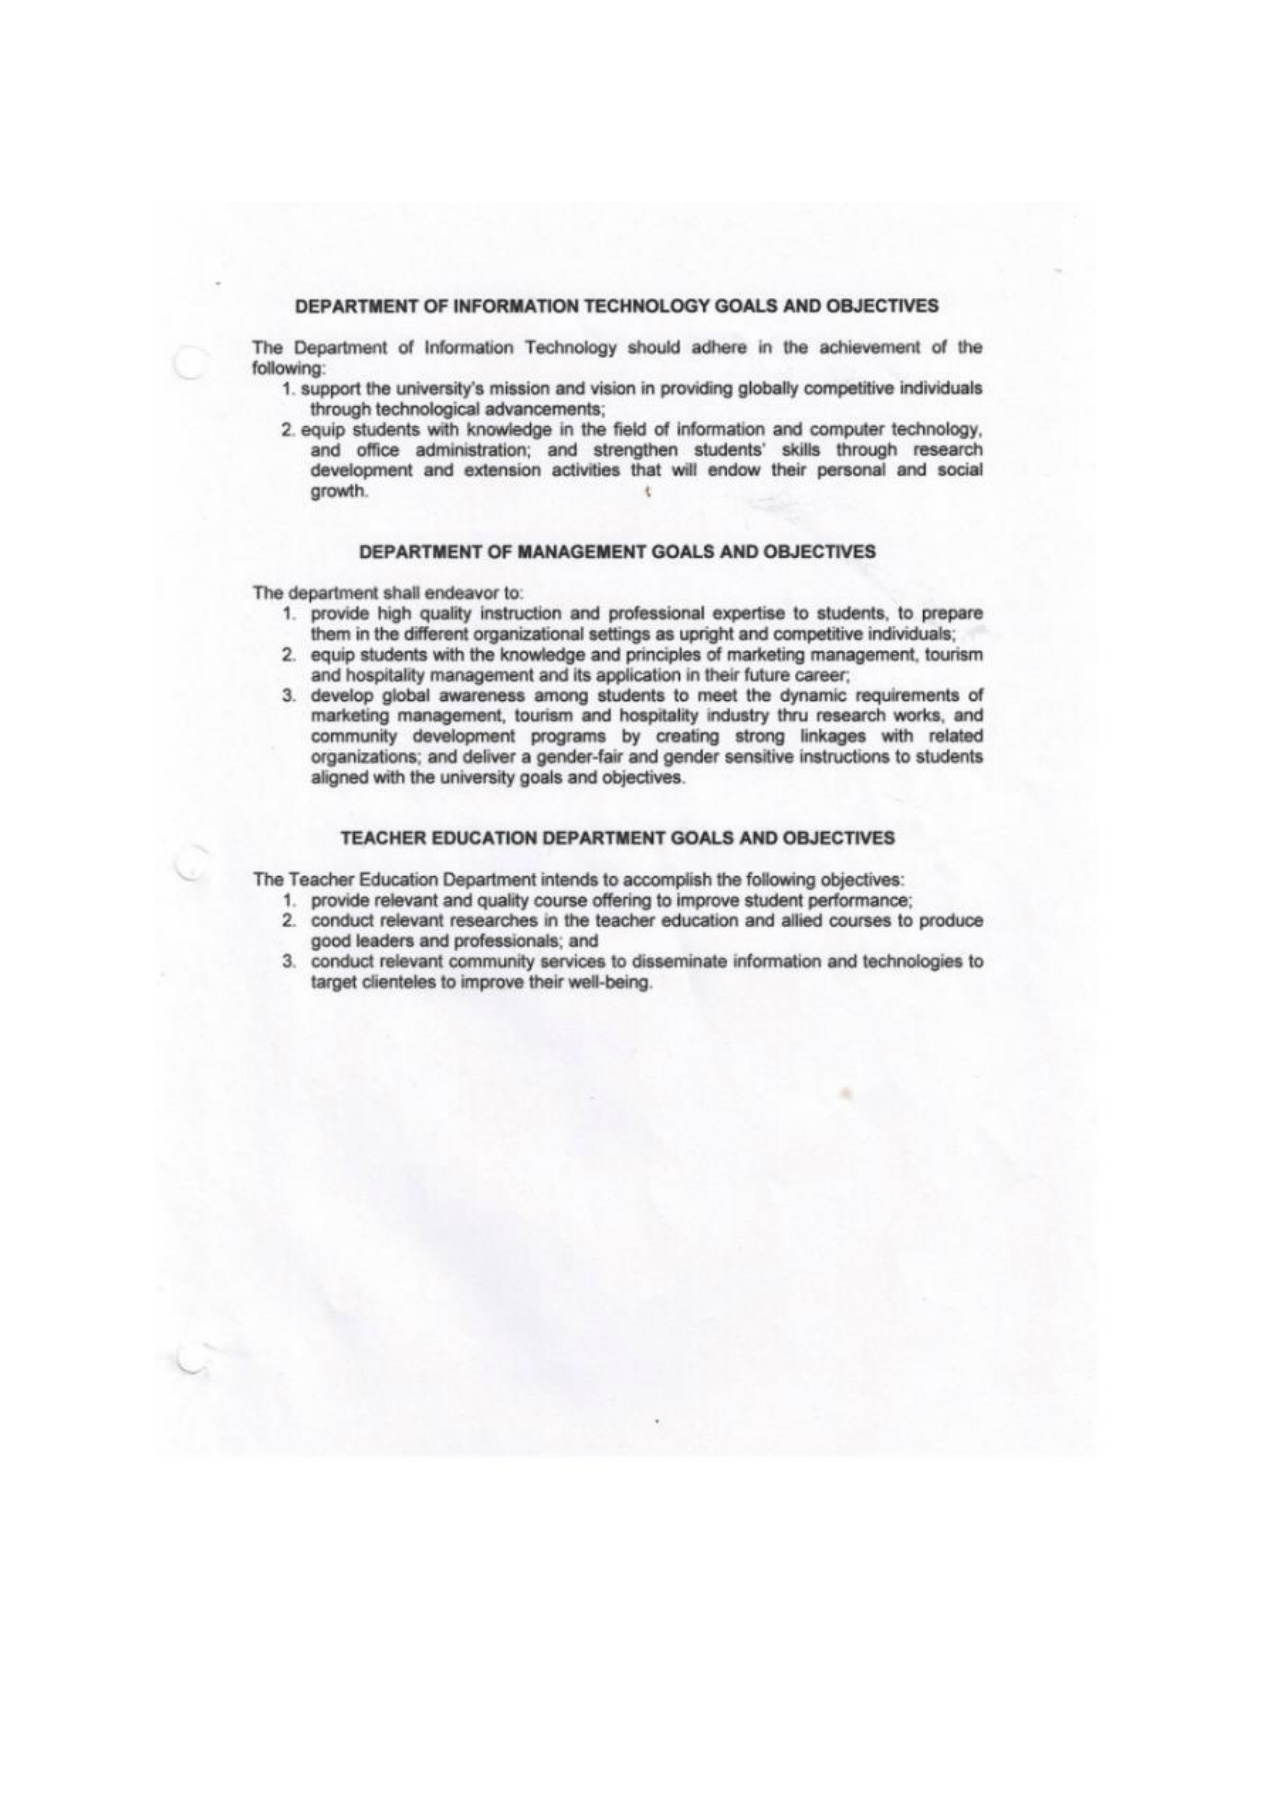 DEPARTMENT OF INFORMATION TECHNOLOGY GOALS AND OBJECTIVES
The Department of Information Technology should adhere in the achievement of the
following:
1. support the university's mission and vision in providing globally competitive individuals
through technological advancements;
2. equip students with knowledge in the field of information and computer technology,
and office administration; and strengthen students' skills through research
development and extension activities that will endow their personal and social
growth.
DEPARTMENT OF MANAGEMENT GOALS AND OBJECTIVES
The department shall endeavor to:
1. provide high quality instruction and professional expertise to students, to prepare
them in the different organizational settings as upright and competitive individuals;
2. equip students with the knowledge and principles of marketing management, tourism
and hospitality management and its application in their future career;
3. develop global awareness among students to meet the dynamic requirements of
marketing management, tourism and hospitality industry thru research works, and
community development programs by creating strong linkages with related
organizations; and deliver a gender-fair and gender sensitive instructions to students
aligned with the university goals and objectives.
TEACHER EDUCATION DEPARTMENT GOALS AND OBJECTIVES
The Teacher Education Department intends to accomplish the following objectives:
1. provide relevant and quality course offering to improve student performance;
2. conduct relevant researches in the teacher education and allied courses to produce
good leaders and professionals; and
3. conduct relevant community services to disseminate information and technologies to
target clienteles to improve their well-being.